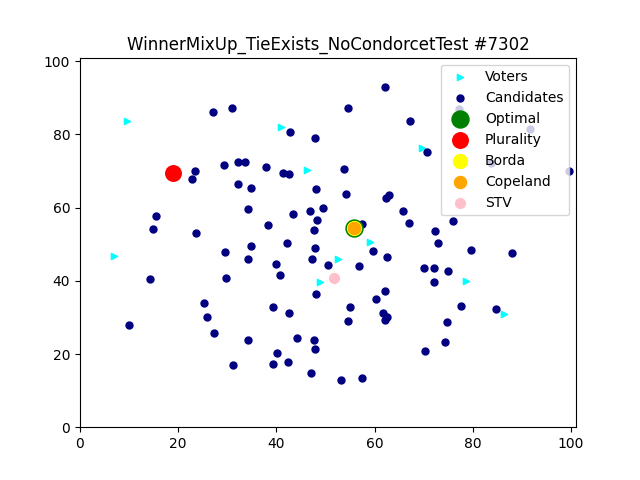 WinnerMixUp_TieExists_NoCondorcetTest #7302
100
80
60
40
20
0
0 20 40 60 80 100
Voters
Candidates
Optimal
Plurality
Borda
Copeland
STV